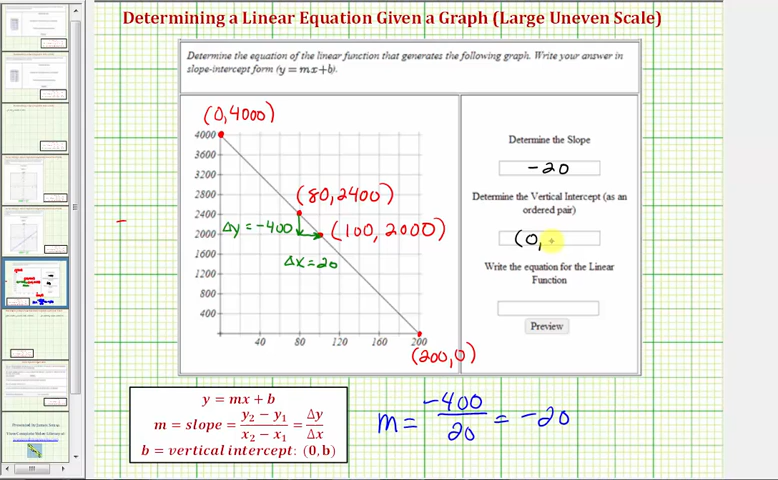 Determining a Linear Equation Given a Graph (Large Uneven Scale)
Determine the equation of the linear function that generates the following graph. Write your answer in
slope-intercept form (y = mx+b).
(0,4000)
4000
3600
3200
2800
2400
2000
1600
1200
800
400
40
80
120
160
200
(80,2400)
Δy = -400
(100, 2000)
Δx = 20
(200,0)
Determine the Slope
-20
Determine the Vertical Intercept (as an
ordered pair)
(0,
Write the equation for the Linear
Function
Preview
y = mx + b
m = slope = y₂ − y₁ / x₂ − x₁ = Δy / Δx
b = vertical intercept: (0, b)
m = -400 / 20 = -20